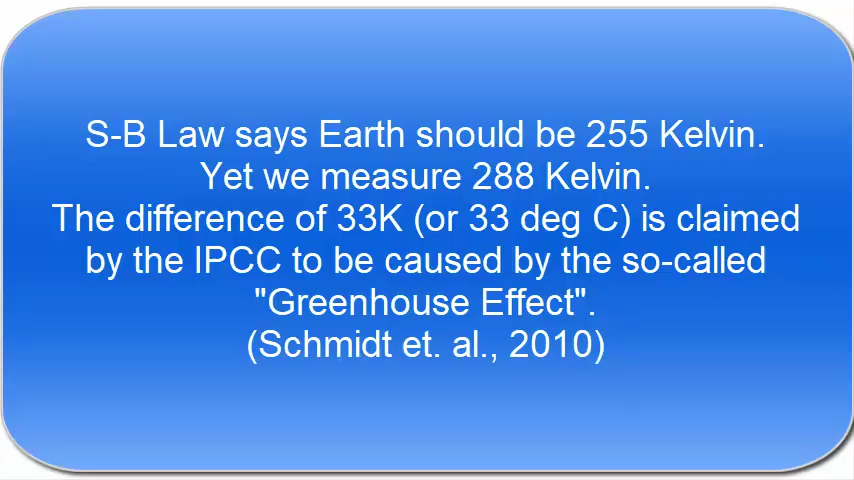 S-B Law says Earth should be 255 Kelvin.
Yet we measure 288 Kelvin.
The difference of 33K (or 33 deg C) is claimed
by the IPCC to be caused by the so-called
"Greenhouse Effect".
(Schmidt et. al., 2010)